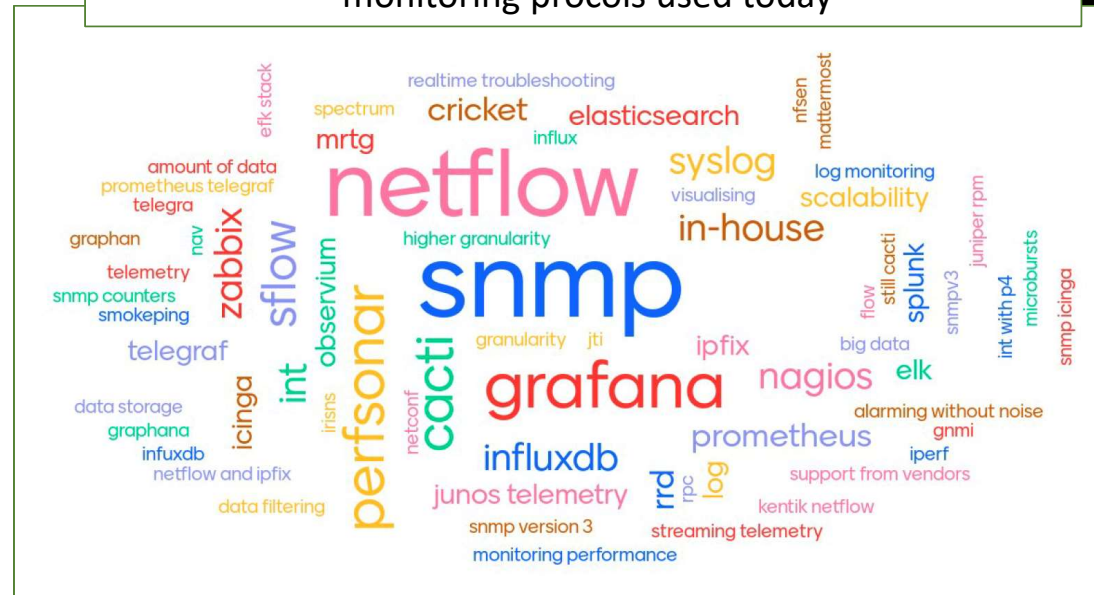 monitoring procols used today
efk stack
realtime troubleshooting
nfsen
mattermost
spectrum
cricket
elasticsearch
mrtg
influx
amount of data
netflow
syslog
log monitoring
prometheus telegraf
visualising
scalability
telegra
juniper rpm
graphan
nav
zabbix
sflow
observium
higher granularity
in-house
still cacti
splunk
microbursts
telemetry
snmp
flow
snmpv3
int with p4
snmp icinga
snmp counters
smokeping
perfsonar
telegraf
int
cacti
granularity
jti
ipfix
big data
nagios
elk
grafana
data storage
icinga
irisns
netconf
alarming without noise
graphana
prometheus
gnmi
infuxdb
influxdb
iperf
netflow and ipfix
junos telemetry
rrd
rpc
log
support from vendors
data filtering
kentik netflow
snmp version 3
streaming telemetry
monitoring performance